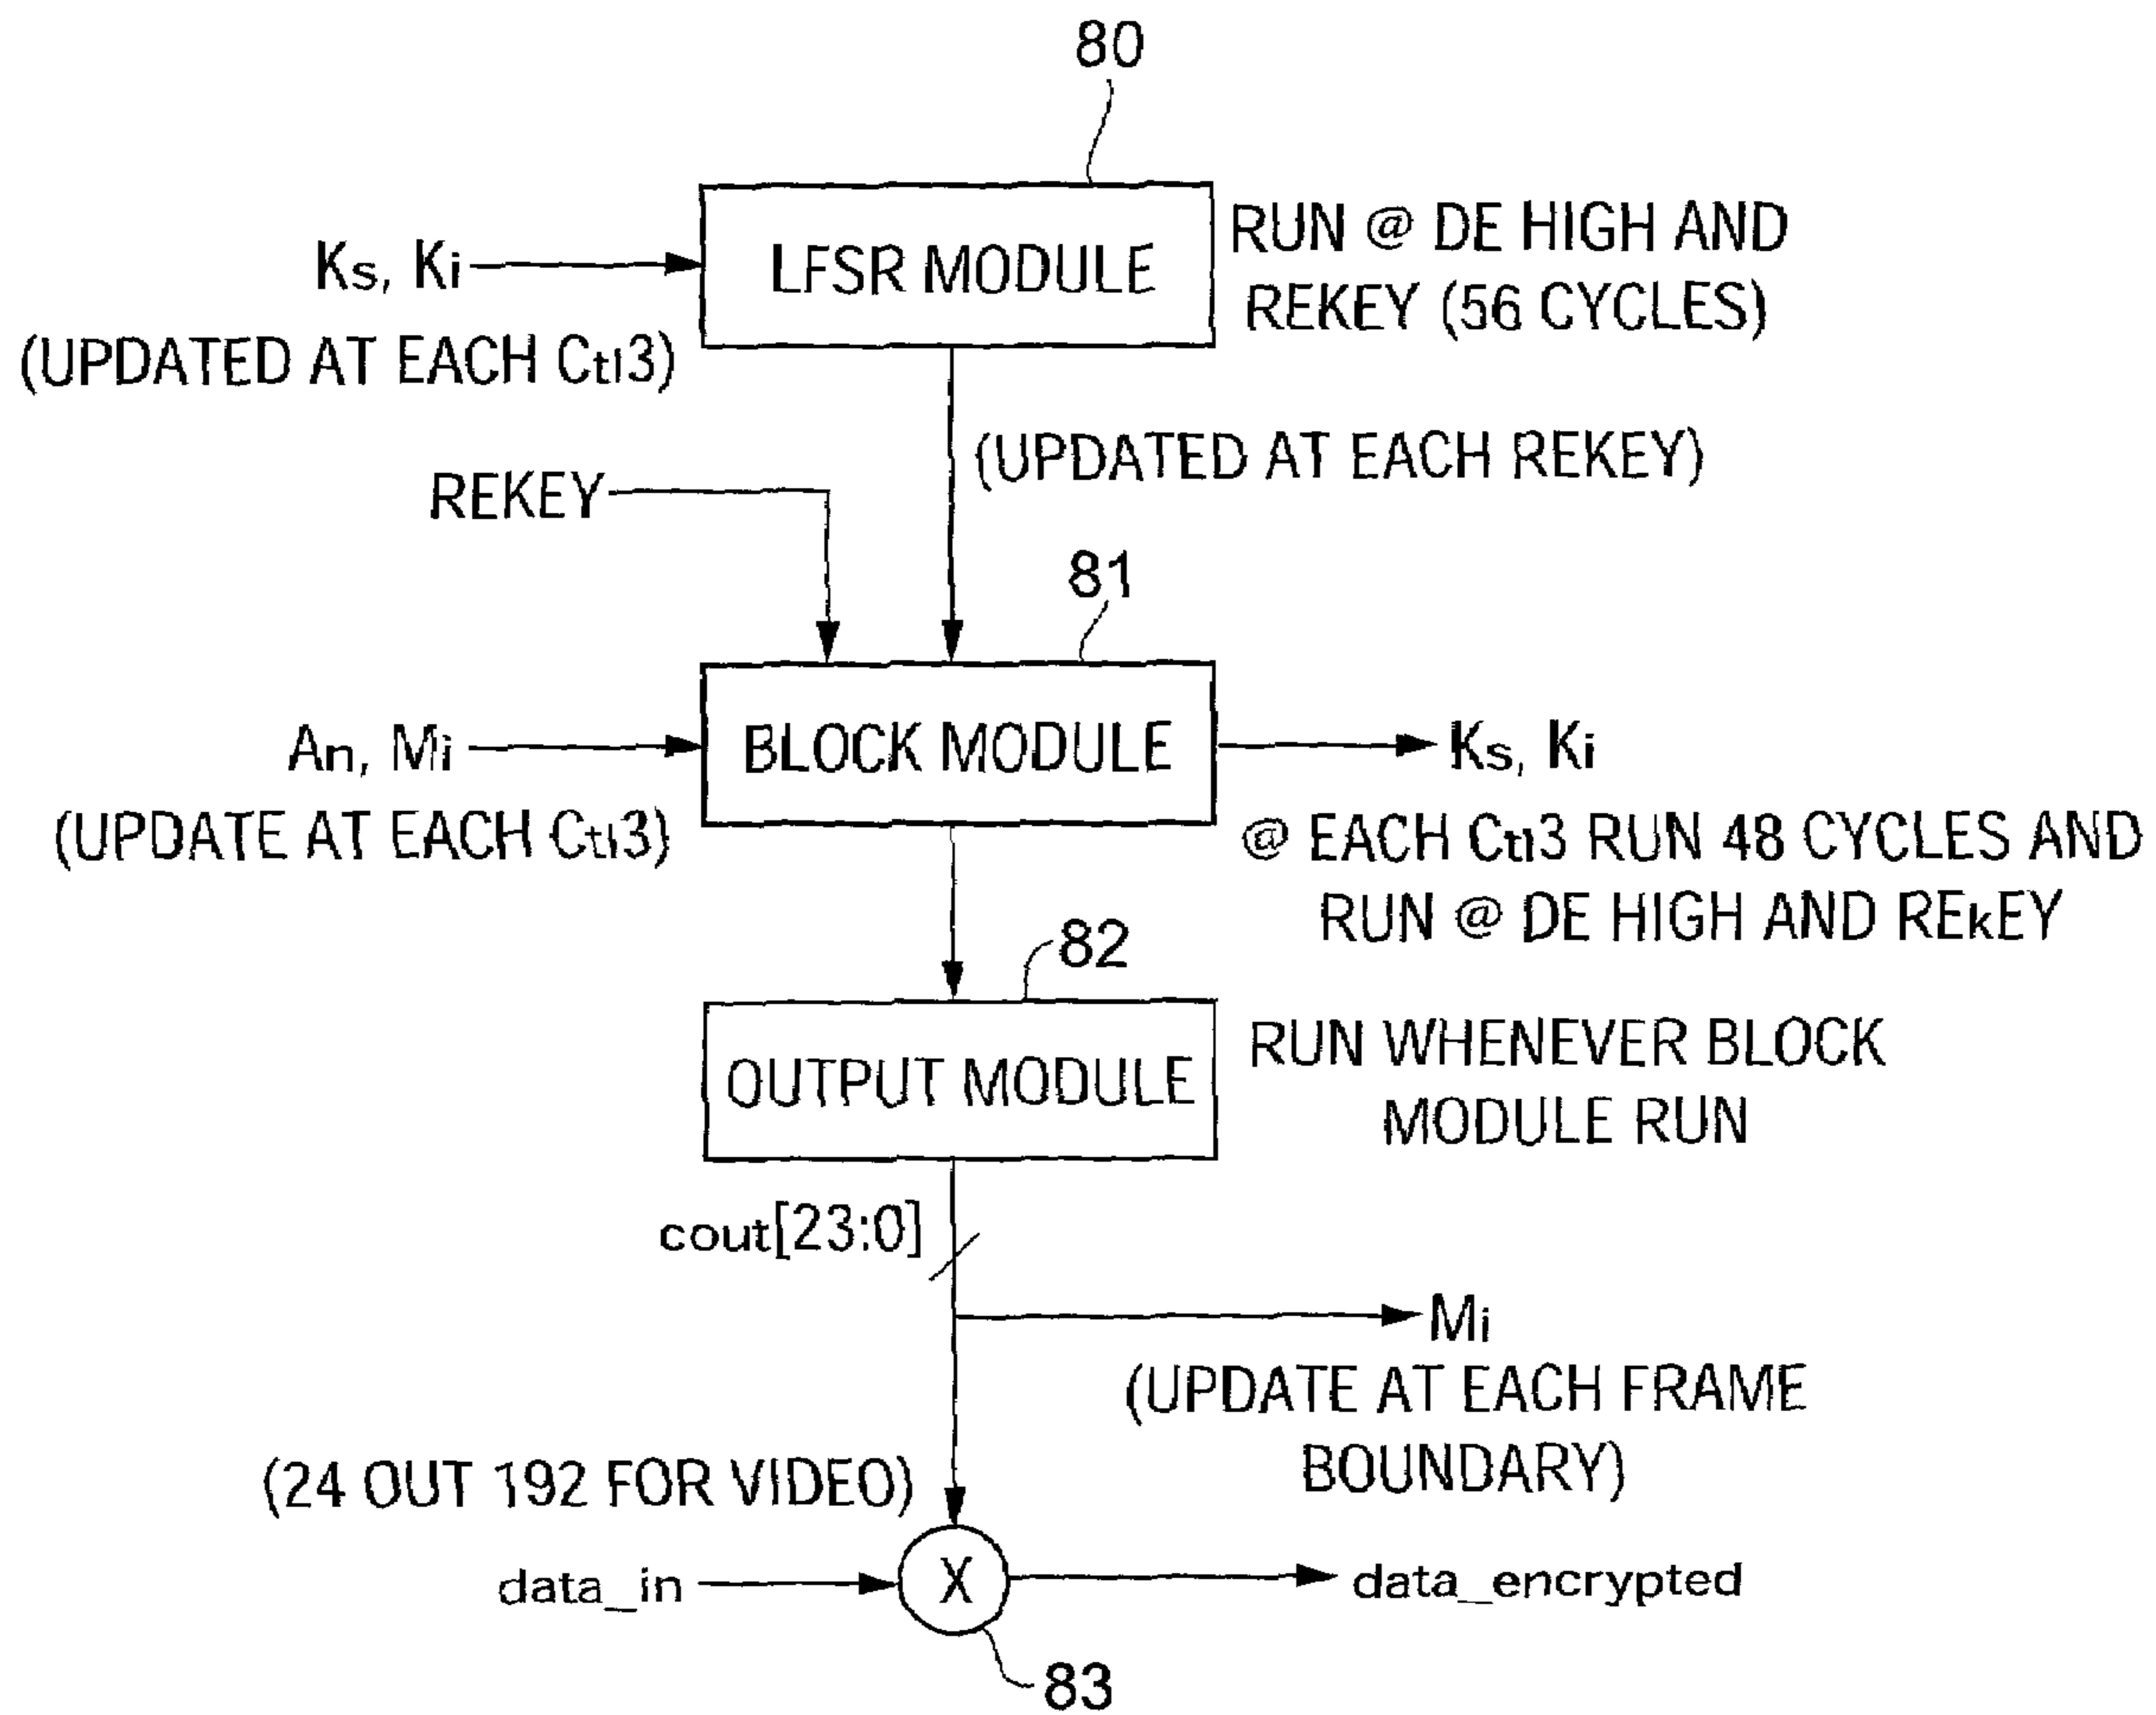 80
LFSR MODULE
RUN @ DE HIGH AND
REKEY (56 CYCLES)
Ks, Ki
(UPDATED AT EACH Ctl3)
(UPDATED AT EACH REKEY)
REKEY
81
An, Mi
(UPDATE AT EACH Ctl3)
BLOCK MODULE
Ks, Ki
@ EACH Ctl3 RUN 48 CYCLES AND
RUN @ DE HIGH AND REkEY
82
OUTPUT MODULE
RUN WHENEVER BLOCK
MODULE RUN
cout[23:0]
Mi
(UPDATE AT EACH FRAME
BOUNDARY)
(24 OUT 192 FOR VIDEO)
data_in
X
data_encrypted
83